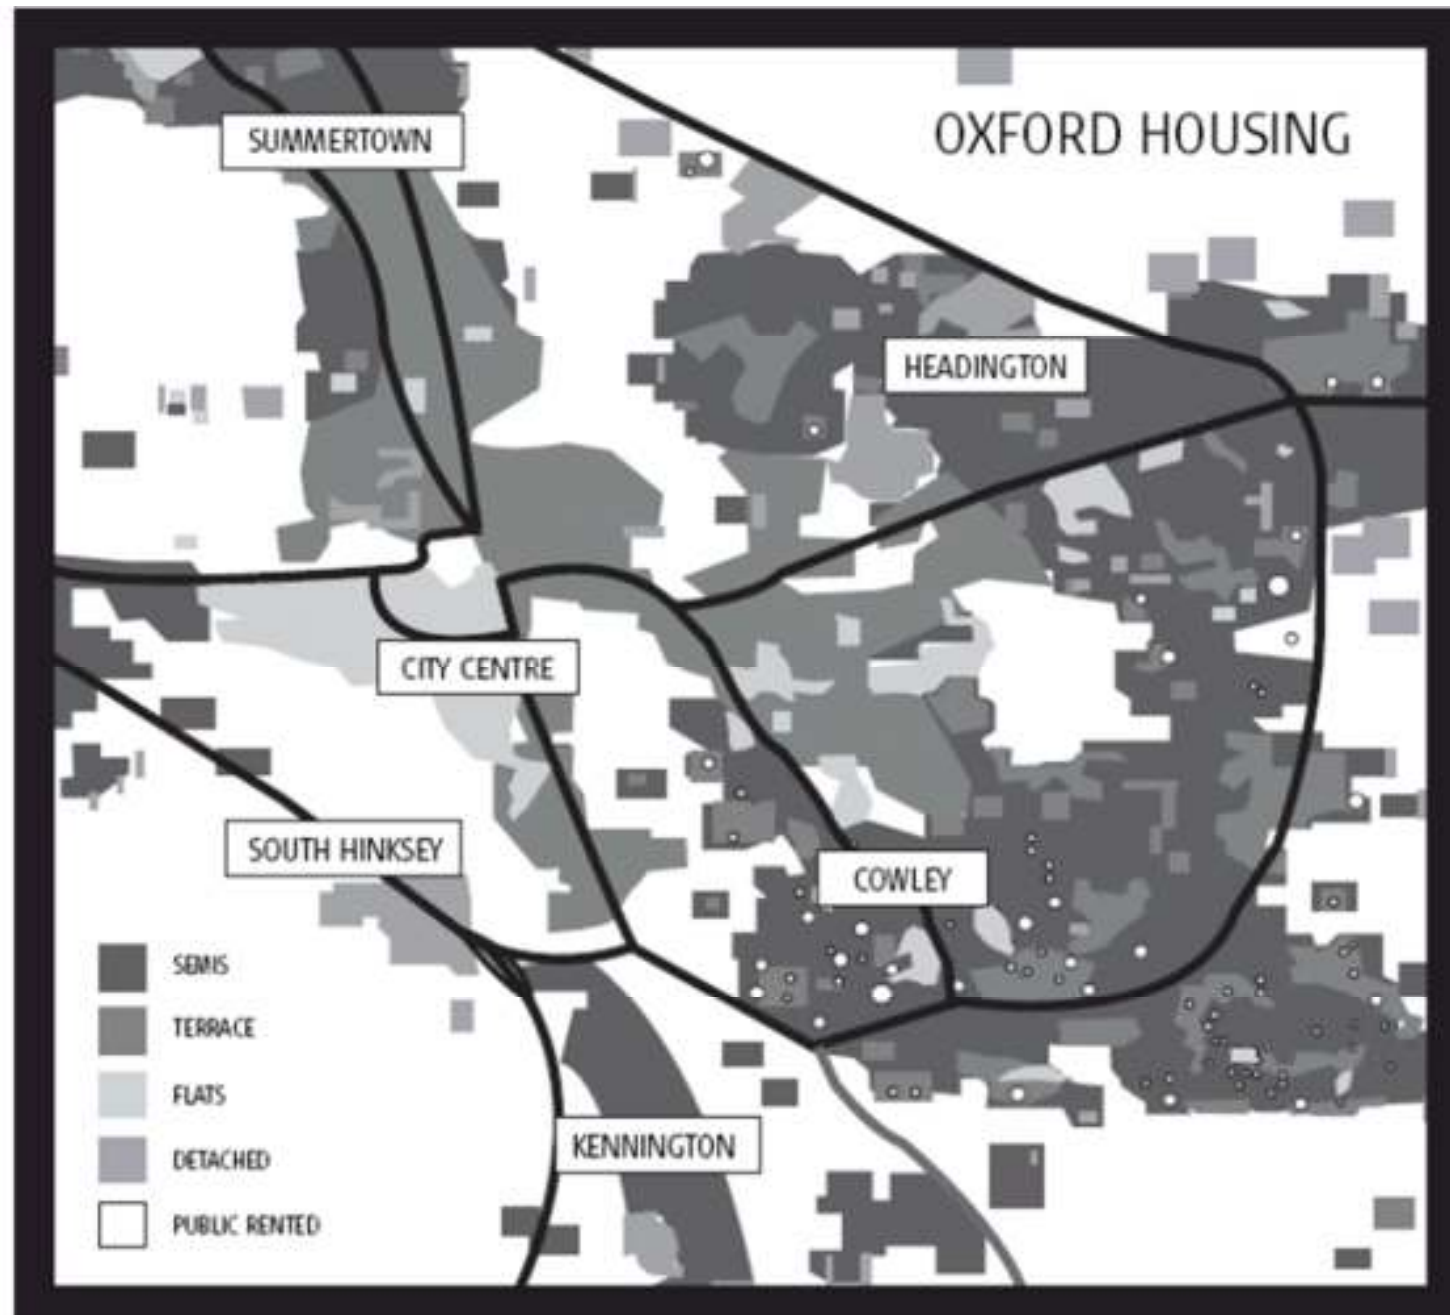 OXFORD HOUSING
SUMMERTOWN
HEADINGTON
CITY CENTRE
SOUTH HINKSEY
COWLEY
KENNINGTON
SEMIS
TERRACE
FLATS
DETACHED
PUBLIC RENTED